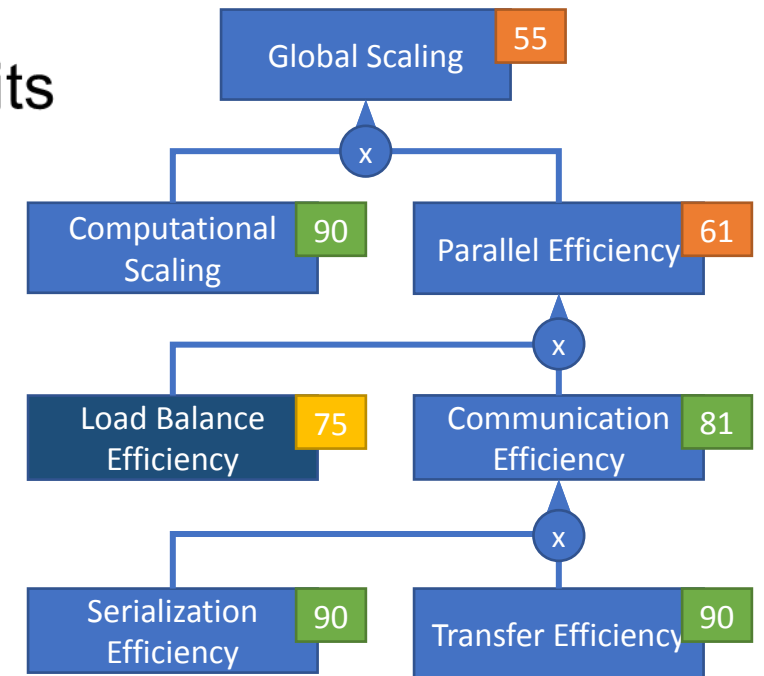 its
Global Scaling
55
x
Computational
Scaling
90
Parallel Efficiency
61
x
Load Balance
Efficiency
75
Communication
Efficiency
81
x
Serialization
Efficiency
90
Transfer Efficiency
90